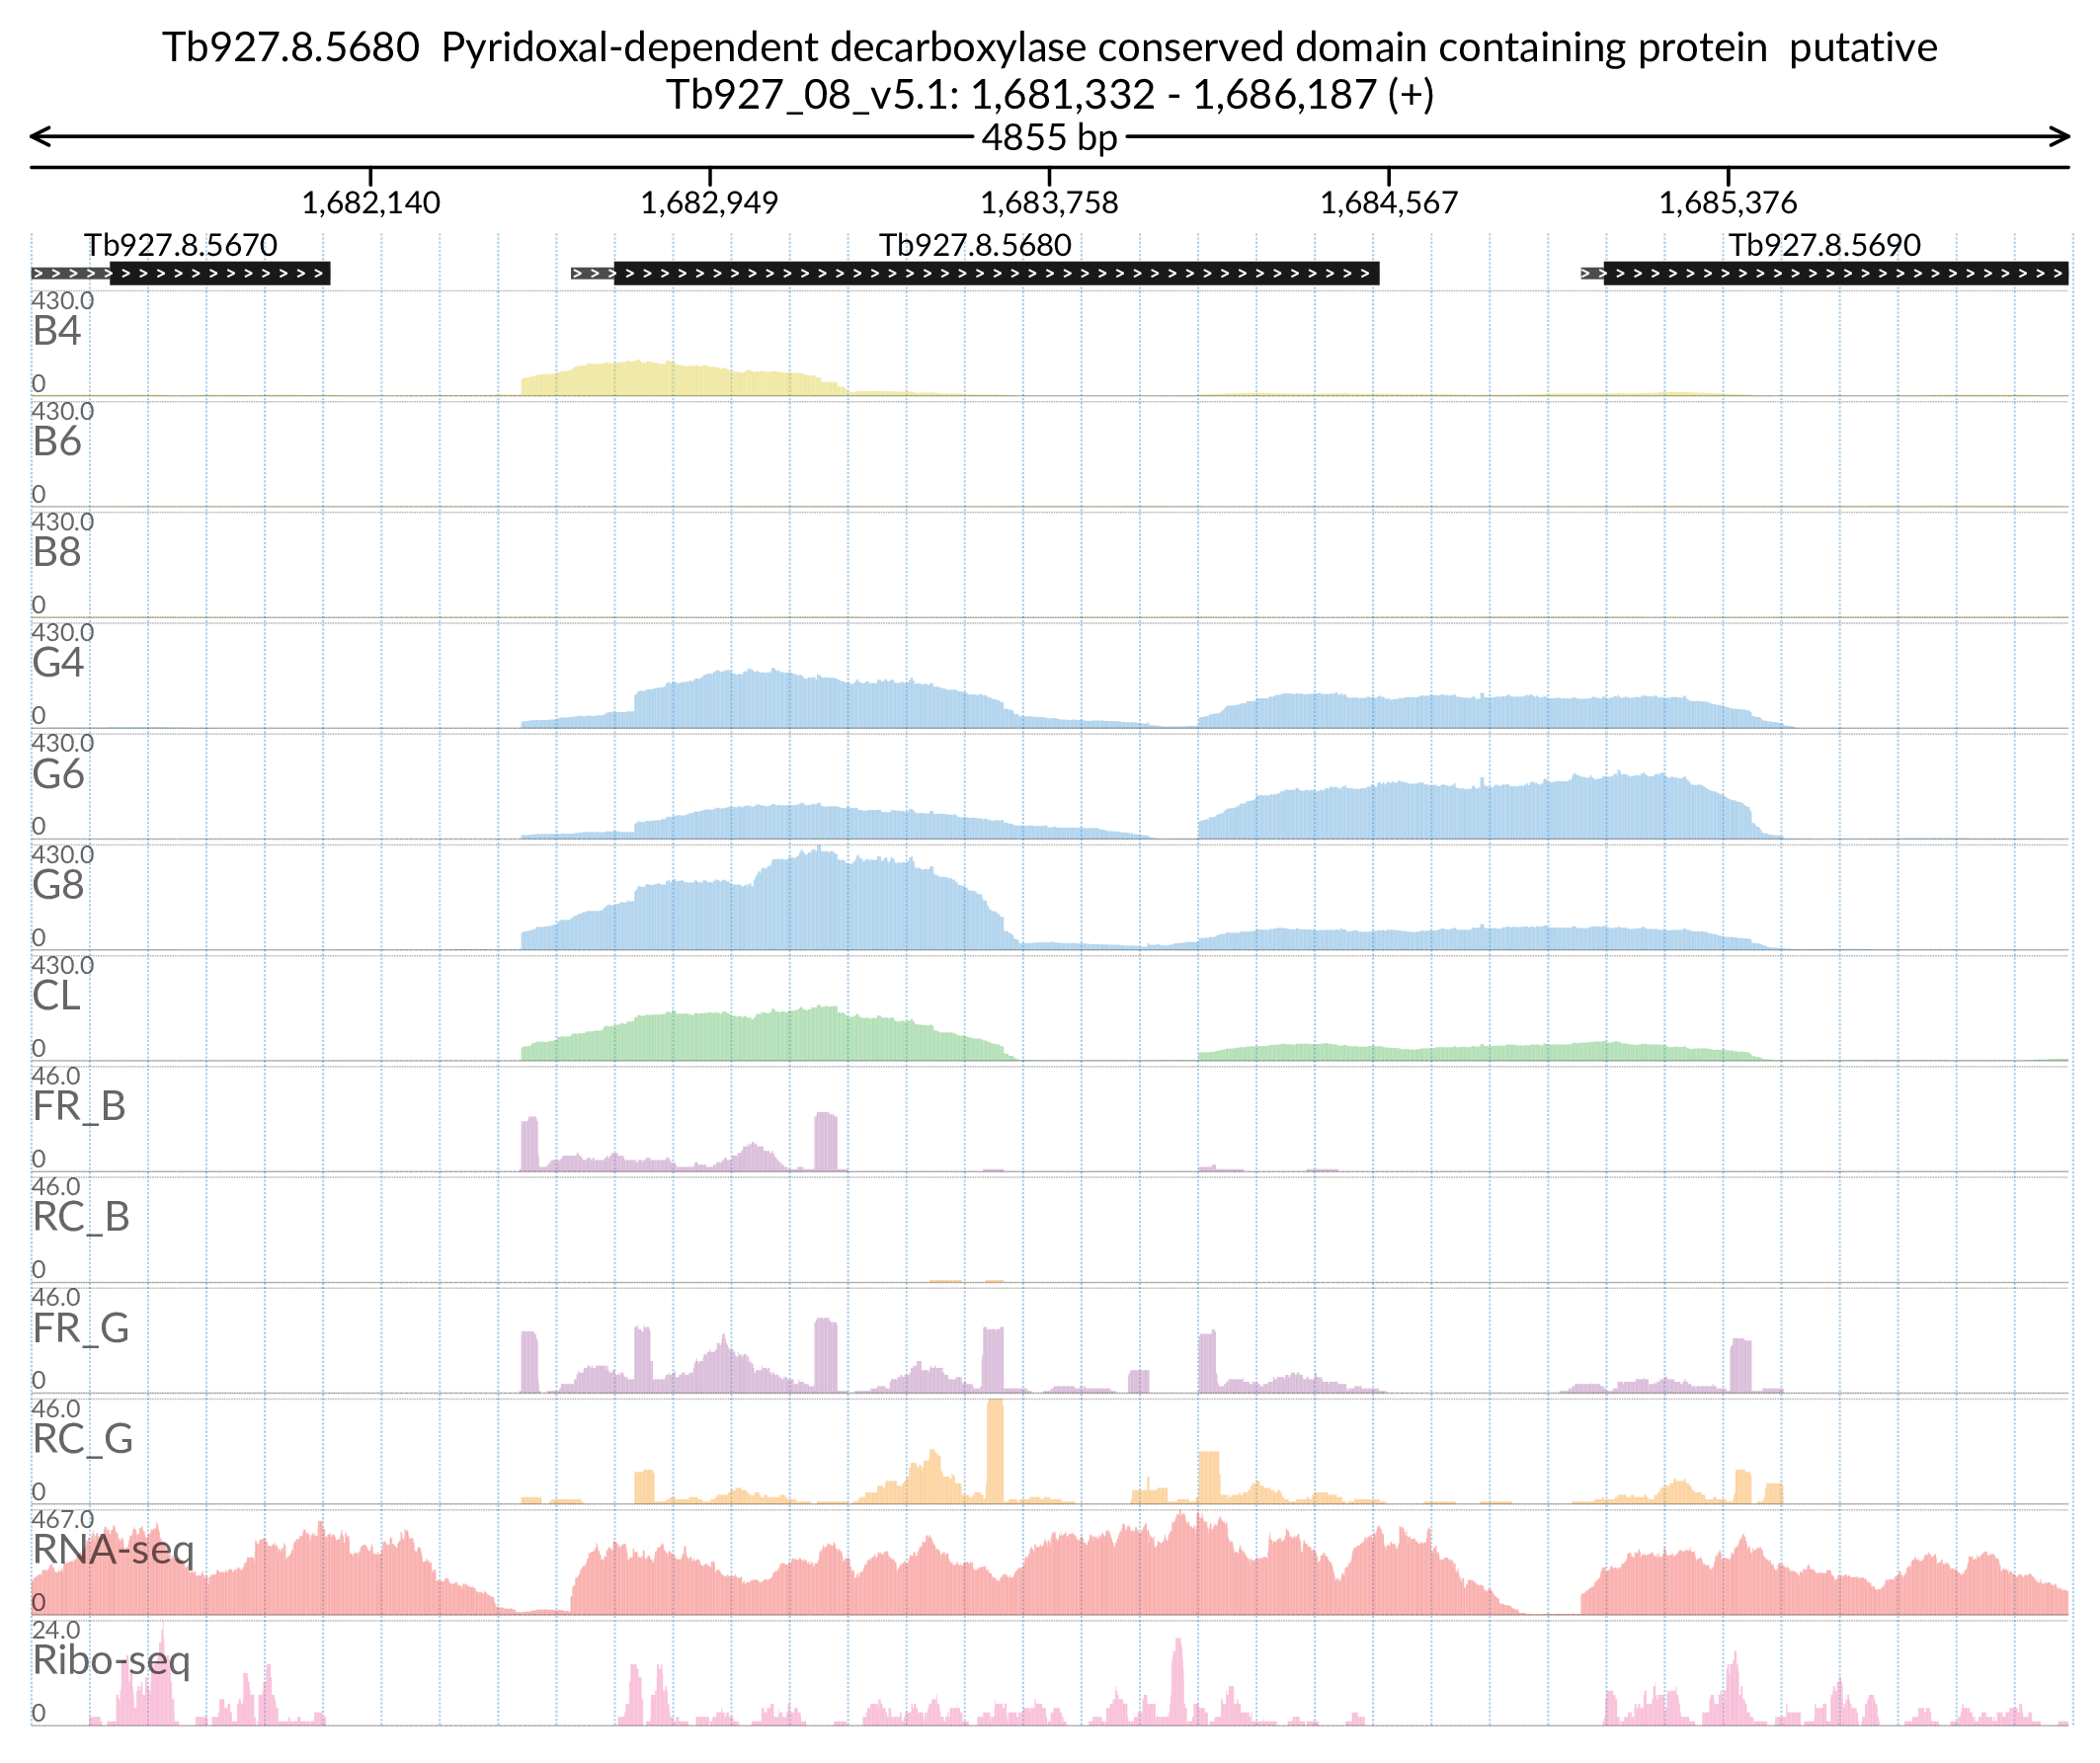 Tb927.8.5680  Pyridoxal-dependent decarboxylase conserved domain containing protein  putative
Tb927_08_v5.1: 1,681,332 - 1,686,187 (+)
4855 bp
1,682,140 1,682,949 1,683,758 1,684,567 1,685,376
Tb927.8.5670 Tb927.8.5680 Tb927.8.5690
430.0
B4
0
430.0
B6
0
430.0
B8
0
430.0
G4
0
430.0
G6
0
430.0
G8
0
430.0
CL
0
46.0
FR_B
0
46.0
RC_B
0
46.0
FR_G
0
46.0
RC_G
0
467.0
RNA-seq
0
24.0
Ribo-seq
0